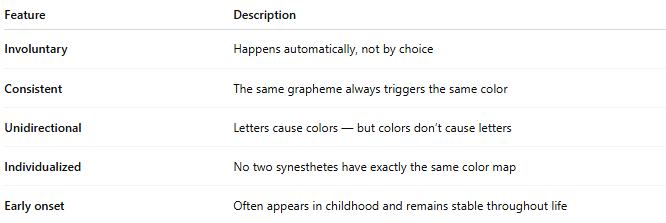 Feature Description
Involuntary Happens automatically, not by choice
Consistent The same grapheme always triggers the same color
Unidirectional Letters cause colors — but colors don't cause letters
Individualized No two synesthetes have exactly the same color map
Early onset Often appears in childhood and remains stable throughout life